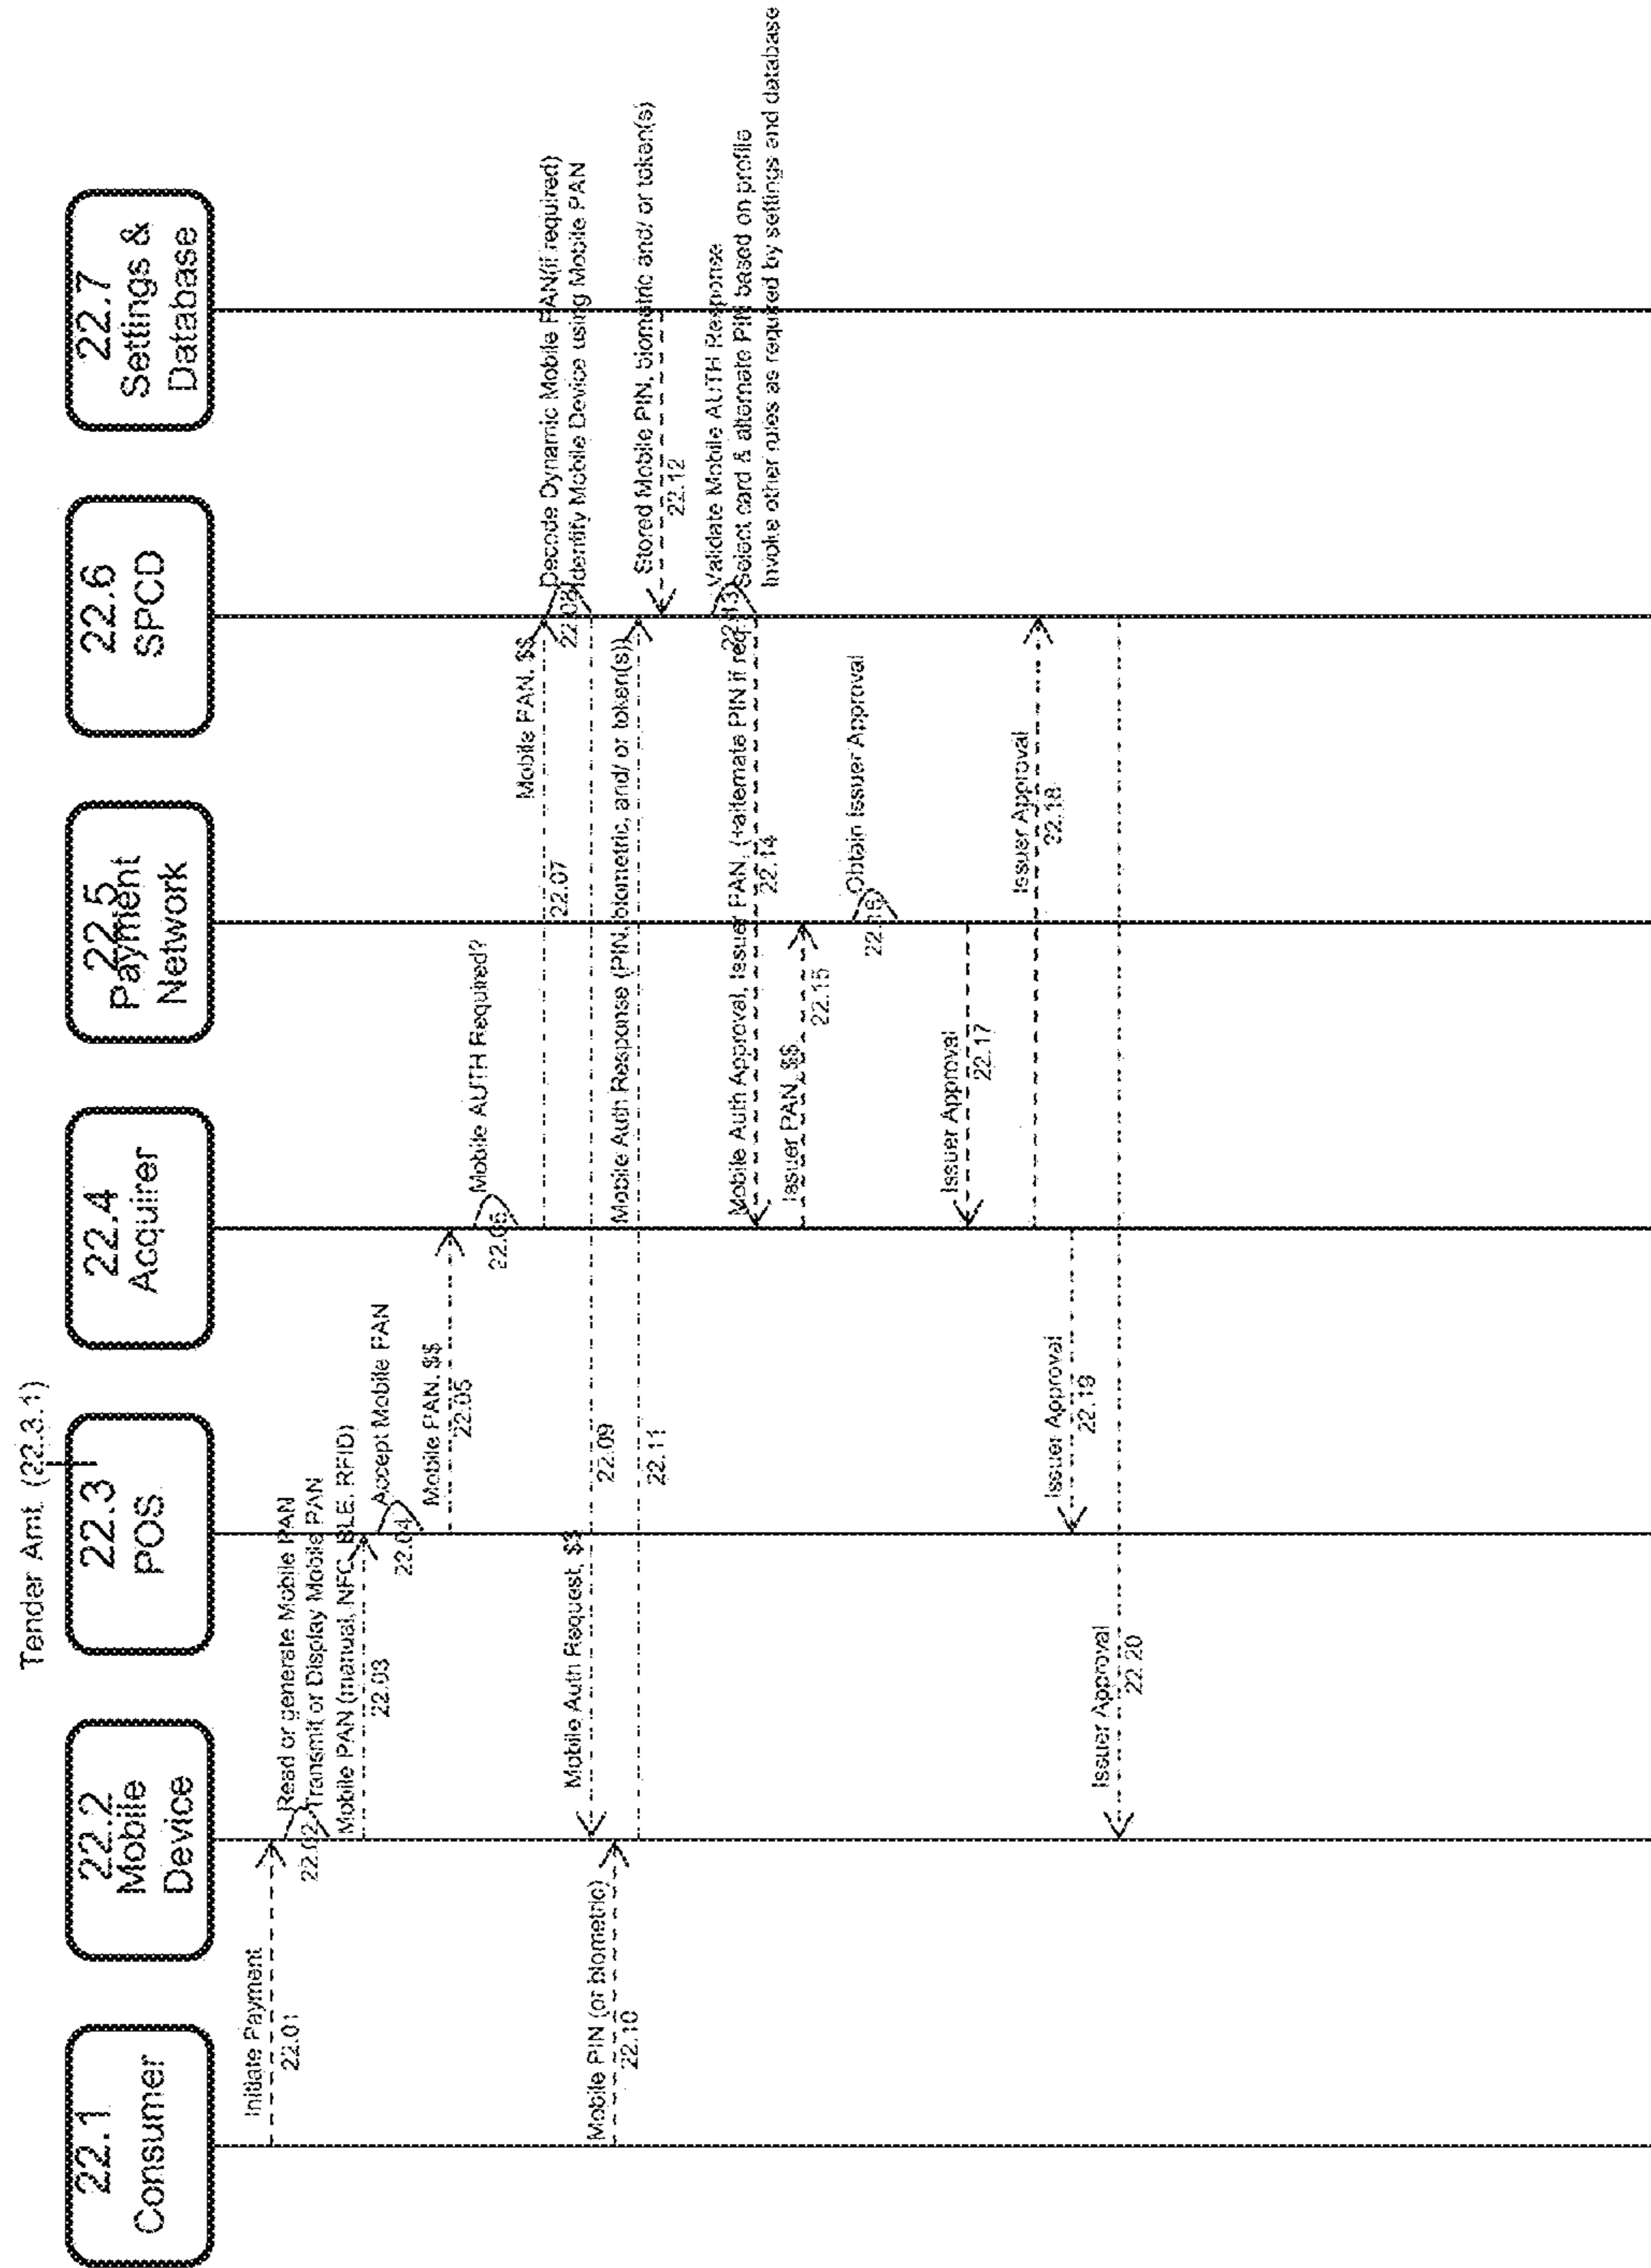 Tender Amt. (22.3.1)
22.1
Consumer
22.2
Mobile
Device
22.3
POS
22.4
Acquirer
22.5
Payment
Network
22.6
SPCD
22.7
Settings &
Database
Initiate Payment
22.01
Read or generate Mobile PAN
22.02
Transmit or Display Mobile PAN
Mobile PAN (manual, NFC, BLE, RFID)
22.03
Accept Mobile PAN
22.04
Mobile PAN, $$
22.05
Mobile AUTH Required?
22.06
Mobile PAN, $$
22.07
Decode Dynamic Mobile PAN(if required)
22.08
Identify Mobile Device using Mobile PAN
Mobile Auth Request, $$
22.09
Mobile PIN (or biometric)
22.10
Mobile Auth Response (PIN, biometric, and/ or token(s))
22.11
Stored Mobile PIN, biometric and/ or token(s)
22.12
Validate Mobile AUTH Response
22.13
Select card & alternate PIN based on profile
Invoke other rules as required by settings and database
Mobile Auth Approval, Issuer PAN, (+alternate PIN if req.)
22.14
Issuer PAN, $$
22.15
Obtain Issuer Approval
22.16
Issuer Approval
22.17
Issuer Approval
22.18
Issuer Approval
22.19
Issuer Approval
22.20